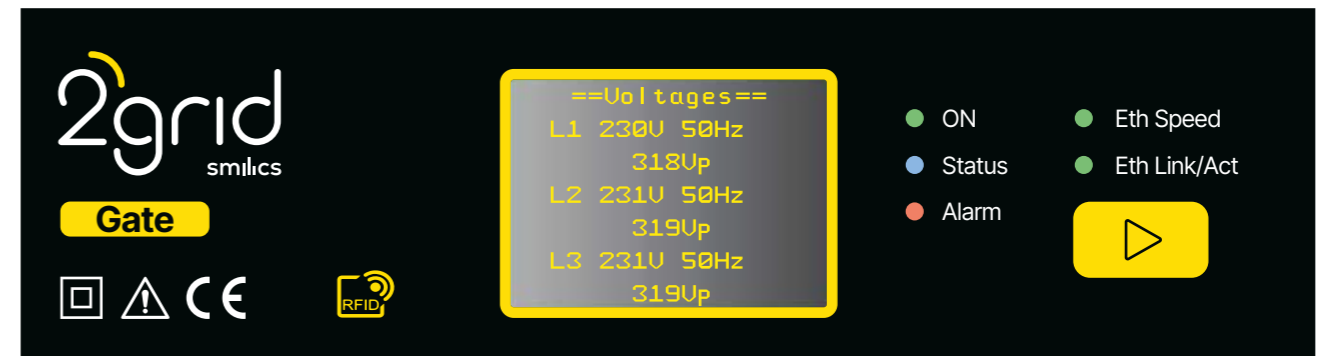 2grid
smilics
Gate
CE
RFID
==Voltages==
L1 230V 50Hz
318Vp
L2 231V 50Hz
319Vp
L3 231V 50Hz
319Vp
ON
Status
Alarm
Eth Speed
Eth Link/Act